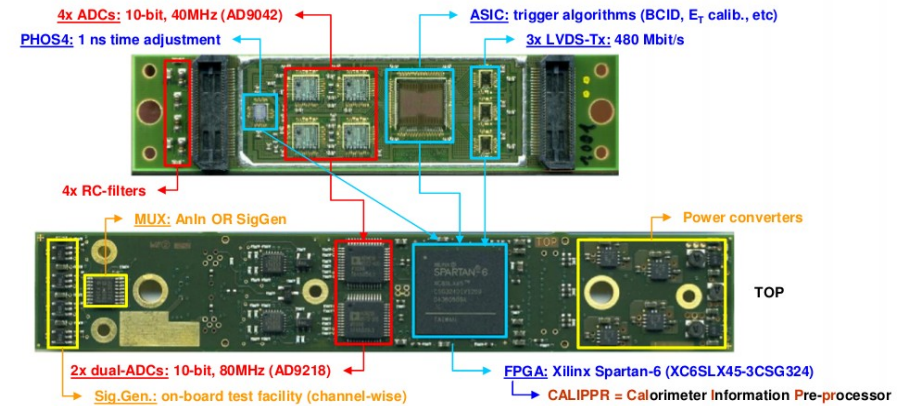 4x ADCs: 10-bit, 40MHz (AD9042)
ASIC: trigger algorithms (BCID, ET calib., etc)
PHOS4: 1 ns time adjustment
3x LVDS-Tx: 480 Mbit/s
1001
4x RC-filters
MUX: AnIn OR SigGen
Power converters
TOP
SPARTAN-6
TAIWAN
TOP
2x dual-ADCs: 10-bit, 80MHz (AD9218)
FPGA: Xilinx Spartan-6 (XC6SLX45-3CSG324)
Sig.Gen.: on-board test facility (channel-wise)
CALIPPR = Calorimeter Information Pre-processor